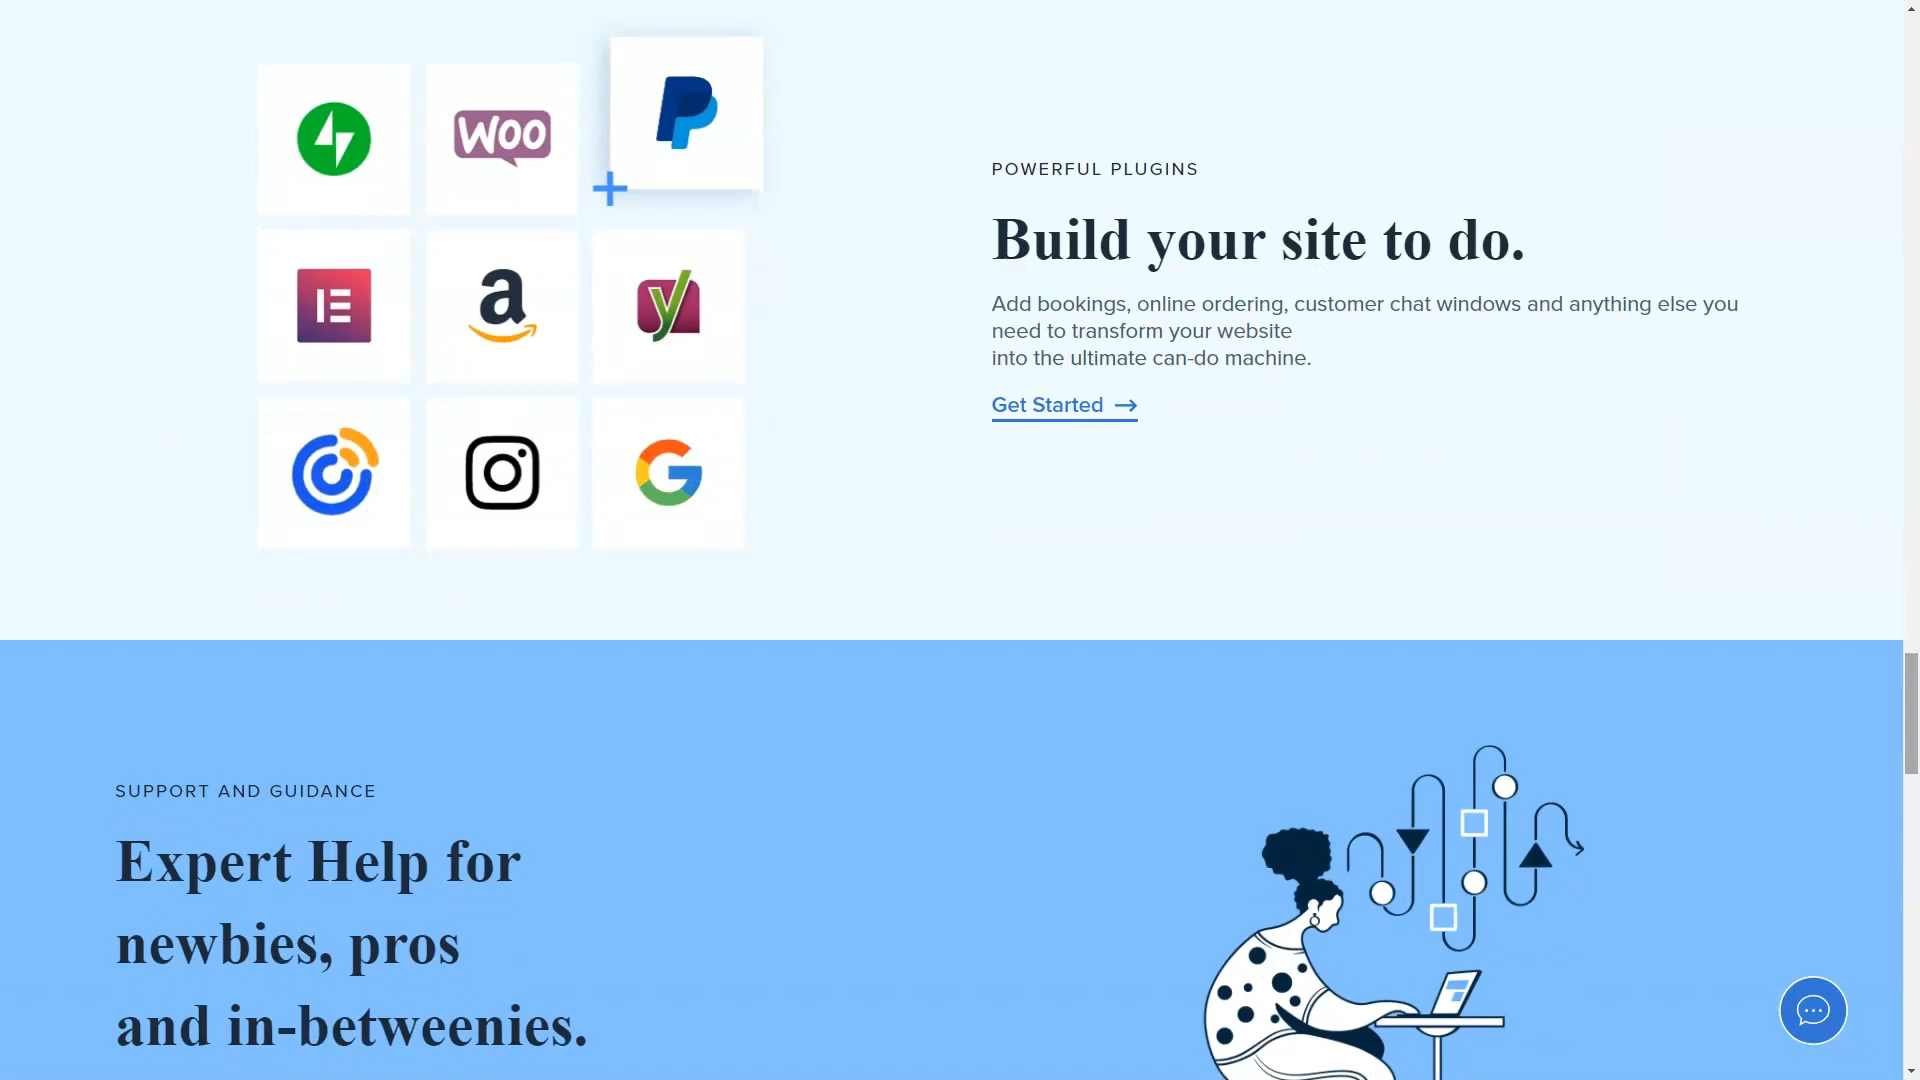 WOO
POWERFUL PLUGINS
Build your site to do.
Add bookings, online ordering, customer chat windows and anything else you
need to transform your website
into the ultimate can-do machine.
Get Started
SUPPORT AND GUIDANCE
Expert Help for
newbies, pros
and in-betweenies.